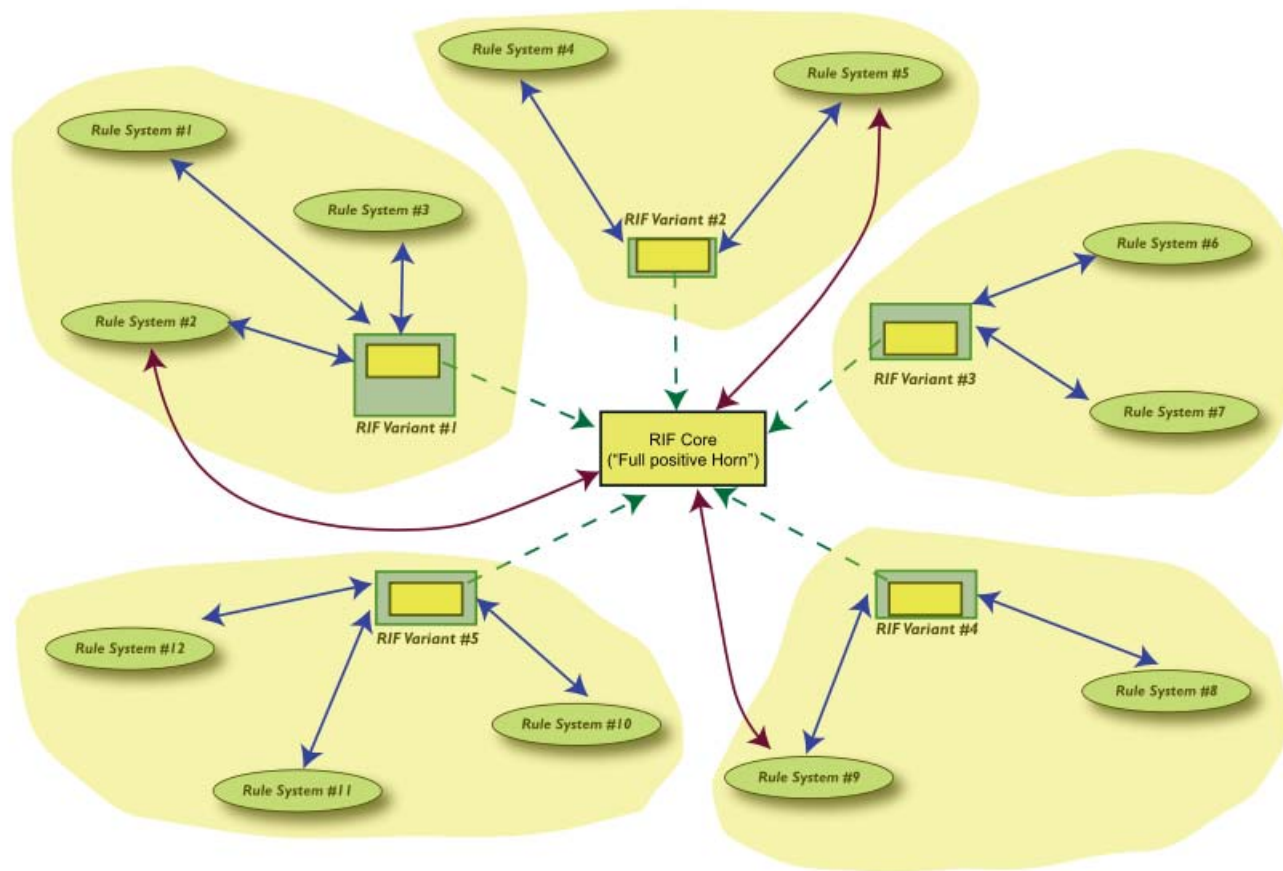 Rule System #4
Rule System #5
Rule System #1
Rule System #3
RIF Variant #2
Rule System #6
Rule System #2
RIF Variant #3
Rule System #7
RIF Variant #1
RIF Core
("Full positive Horn")
RIF Variant #5
RIF Variant #4
Rule System #12
Rule System #8
Rule System #10
Rule System #9
Rule System #11